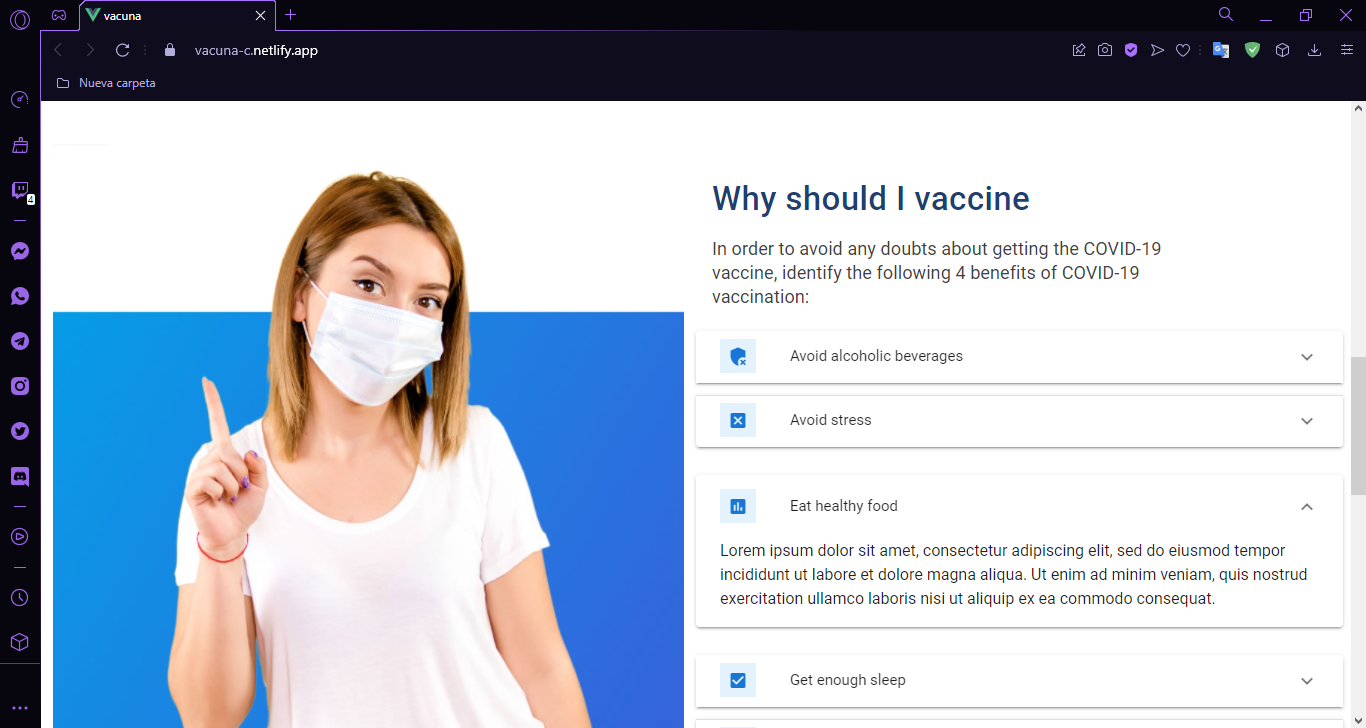 vacuna
vacuna-c.netlify.app
Nueva carpeta
4
Why should I vaccine
In order to avoid any doubts about getting the COVID-19
vaccine, identify the following 4 benefits of COVID-19
vaccination:
Avoid alcoholic beverages
Avoid stress
Eat healthy food
Lorem ipsum dolor sit amet, consectetur adipiscing elit, sed do eiusmod tempor
incididunt ut labore et dolore magna aliqua. Ut enim ad minim veniam, quis nostrud
exercitation ullamco laboris nisi ut aliquip ex ea commodo consequat.
Get enough sleep